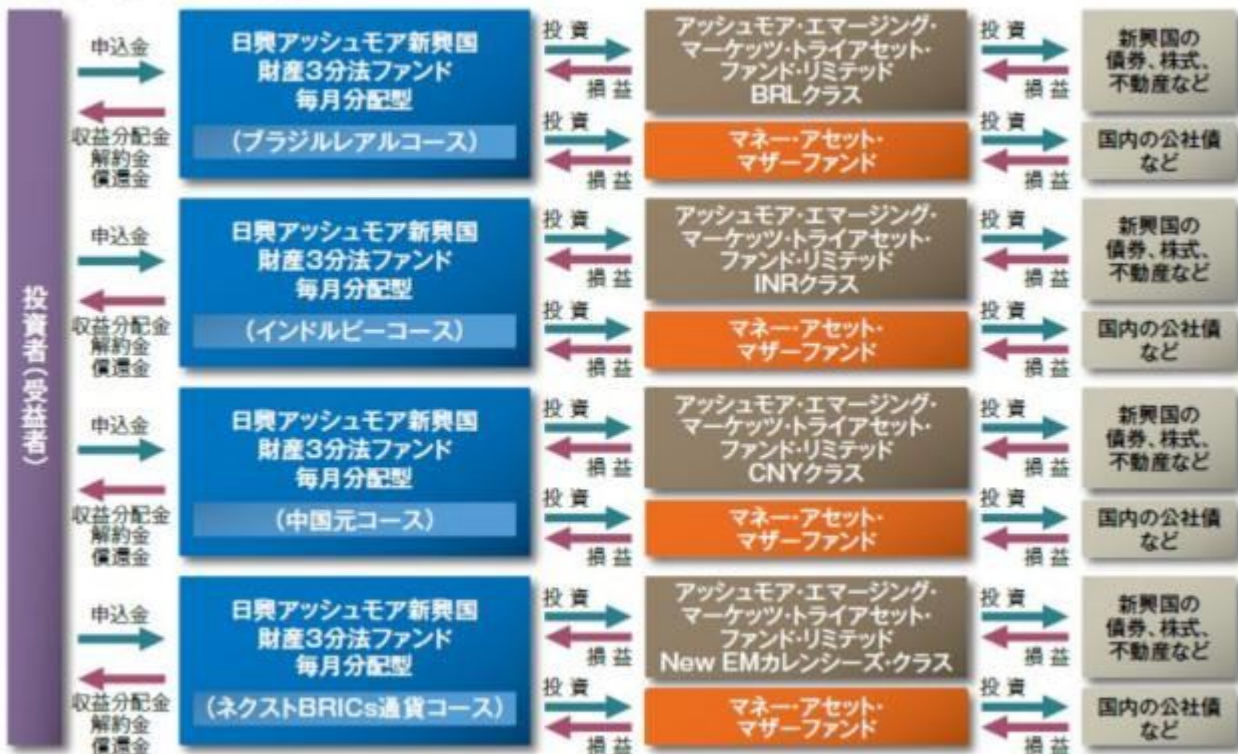 投資者(受益者)
申込金
収益分配金
解約金
償還金
日興アッシュモア新興国
財産3分法ファンド
毎月分配型
(ブラジルレアルコース)
投資
損益
投資
損益
アッシュモア・エマージング・
マーケッツ・トライアセット・
ファンド・リミテッド
BRLクラス
マネー・アセット・
マザーファンド
投資
損益
投資
損益
新興国の
債券、株式、
不動産など
国内の公社債
など
申込金
収益分配金
解約金
償還金
日興アッシュモア新興国
財産3分法ファンド
毎月分配型
(インドルピーコース)
投資
損益
投資
損益
アッシュモア・エマージング・
マーケッツ・トライアセット・
ファンド・リミテッド
INRクラス
マネー・アセット・
マザーファンド
投資
損益
投資
損益
新興国の
債券、株式、
不動産など
国内の公社債
など
申込金
収益分配金
解約金
償還金
日興アッシュモア新興国
財産3分法ファンド
毎月分配型
(中国元コース)
投資
損益
投資
損益
アッシュモア・エマージング・
マーケッツ・トライアセット・
ファンド・リミテッド
CNYクラス
マネー・アセット・
マザーファンド
投資
損益
投資
損益
新興国の
債券、株式、
不動産など
国内の公社債
など
申込金
収益分配金
解約金
償還金
日興アッシュモア新興国
財産3分法ファンド
毎月分配型
(ネクストBRICs通貨コース)
投資
損益
投資
損益
アッシュモア・エマージング・
マーケッツ・トライアセット・
ファンド・リミテッド
New EMカレンシーズ・クラス
マネー・アセット・
マザーファンド
投資
損益
投資
損益
新興国の
債券、株式、
不動産など
国内の公社債
など